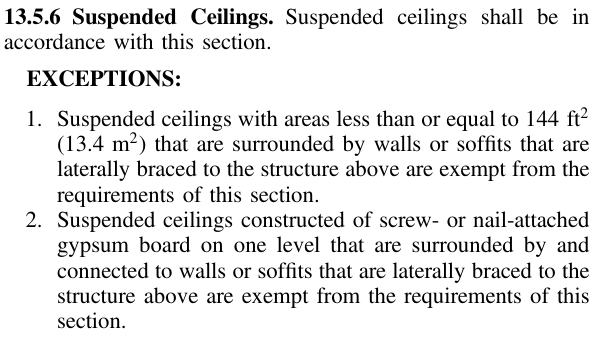 13.5.6 Suspended Ceilings. Suspended ceilings shall be in
accordance with this section.
EXCEPTIONS:
1. Suspended ceilings with areas less than or equal to 144 ft²
(13.4 m²) that are surrounded by walls or soffits that are
laterally braced to the structure above are exempt from the
requirements of this section.
2. Suspended ceilings constructed of screw- or nail-attached
gypsum board on one level that are surrounded by and
connected to walls or soffits that are laterally braced to the
structure above are exempt from the requirements of this
section.